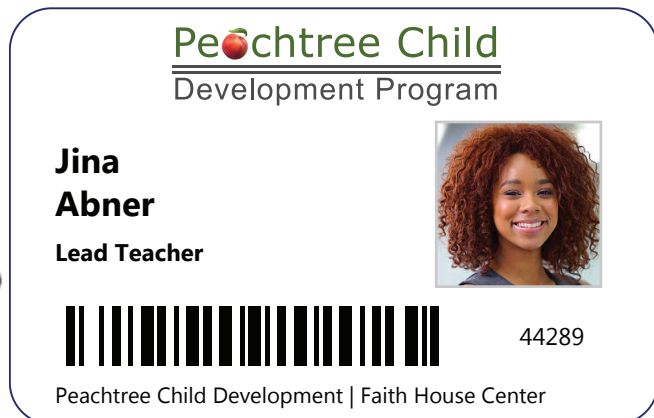 Peachtree Child
Development Program
Jina
Abner
Lead Teacher
44289
Peachtree Child Development | Faith House Center